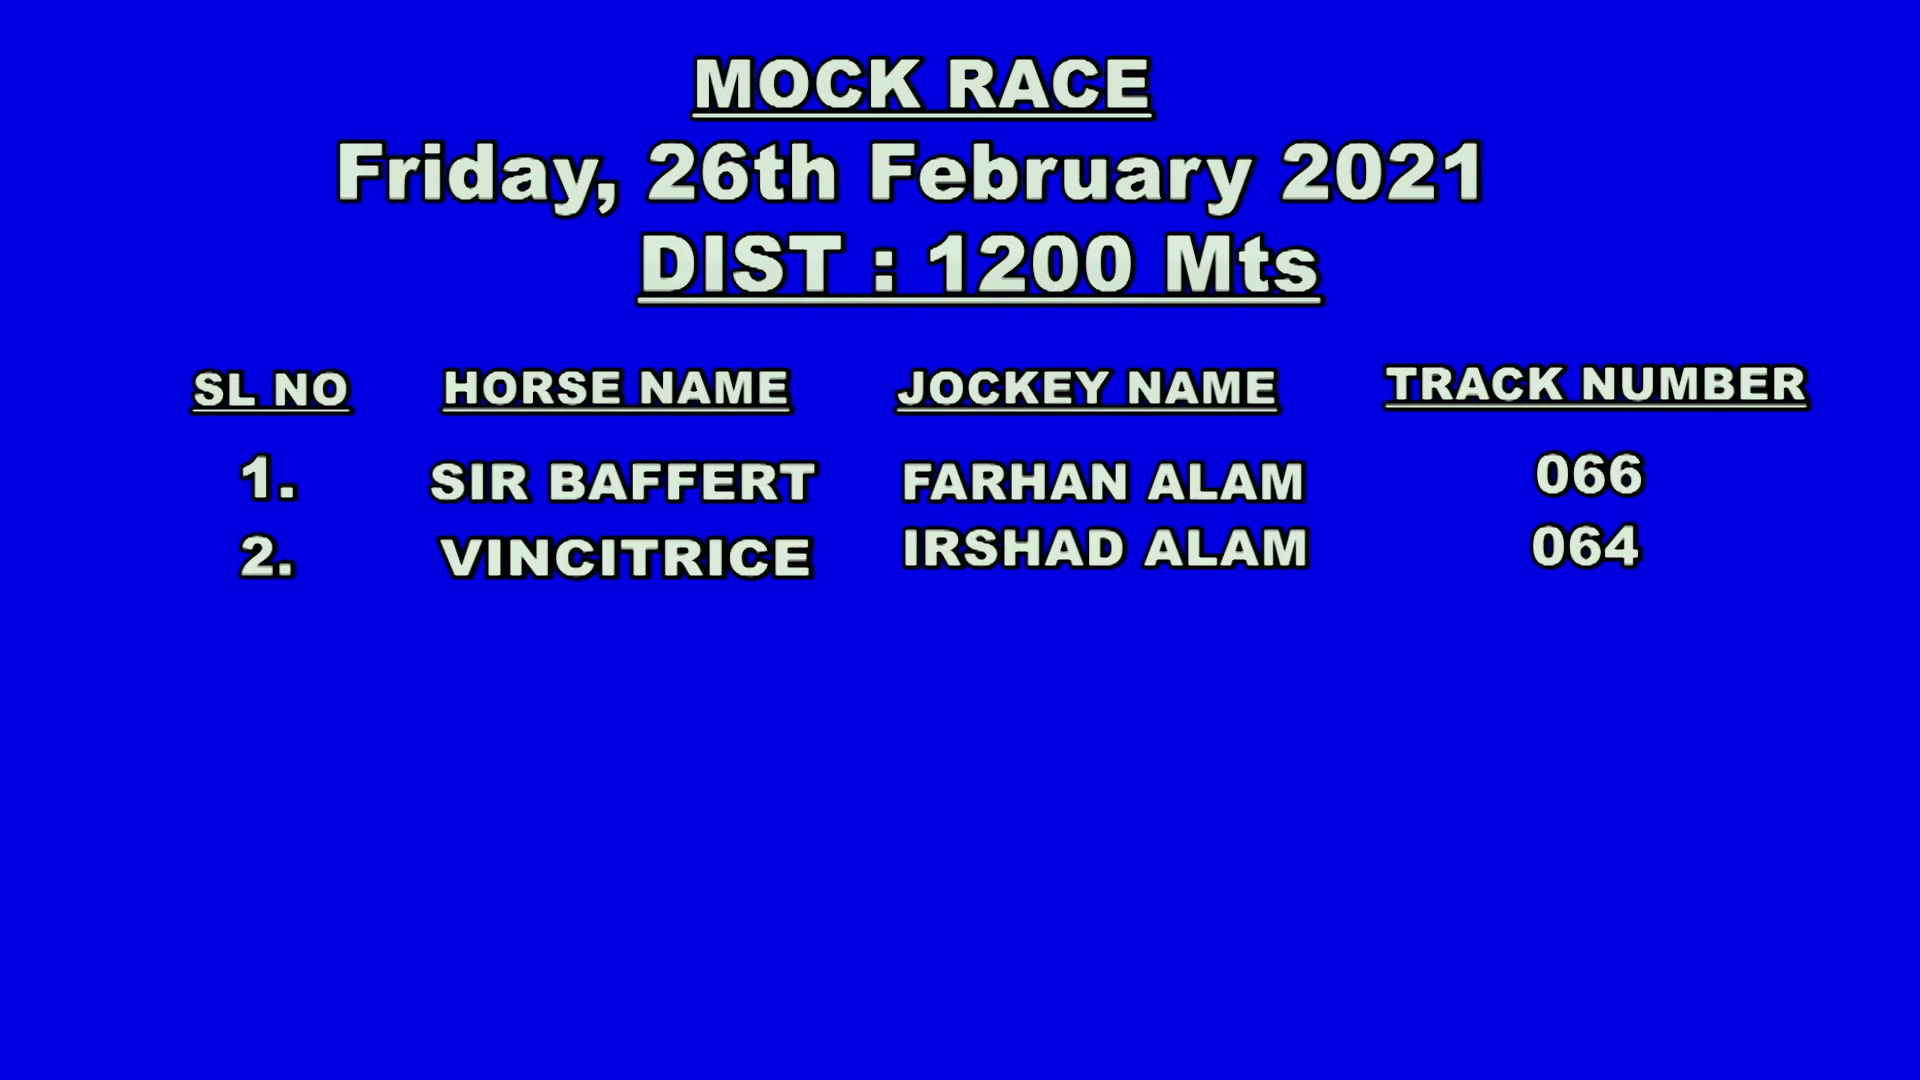 MOCK RACE
Friday, 26th February 2021
DIST : 1200 Mts
SL NO HORSE NAME JOCKEY NAME TRACK NUMBER
1. SIR BAFFERT FARHAN ALAM 066
2. VINCITRICE IRSHAD ALAM 064